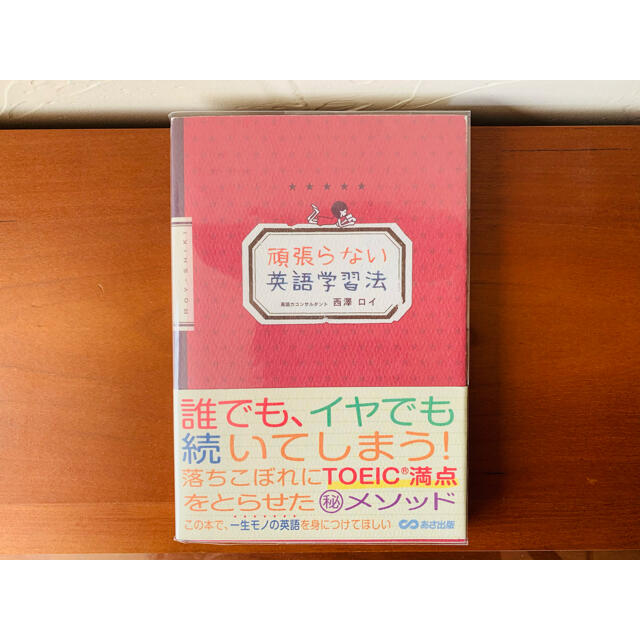 ★★★★★
頑張らない
英語学習法
英語力コンサルタント 西澤 ロイ
ROY-SHIKI
誰でも、イヤでも
続いてしまう!
落ちこぼれにTOEIC®満点
をとらせた㊙メソッド
この本で、一生モノの英語を身につけてほしい あさ出版